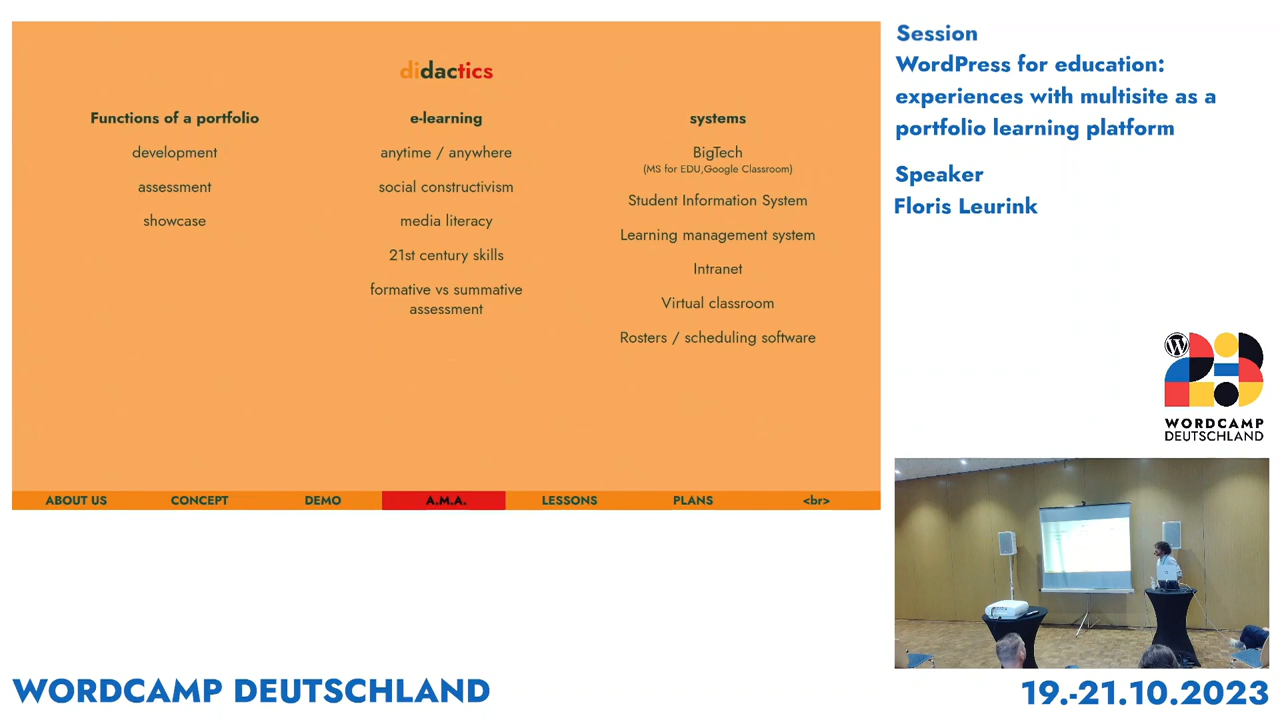 didactics
Functions of a portfolio
development
assessment
showcase
e-learning
anytime / anywhere
social constructivism
media literacy
21st century skills
formative vs summative
assessment
systems
BigTech
(MS for EDU,Google Classroom)
Student Information System
Learning management system
Intranet
Virtual classroom
Rosters / scheduling software
ABOUT US
CONCEPT
DEMO
A.M.A.
LESSONS
PLANS
<br>
Session
WordPress for education:
experiences with multisite as a
portfolio learning platform
Speaker
Floris Leurink
WORDCAMP
DEUTSCHLAND
WORDCAMP DEUTSCHLAND
19.-21.10.2023